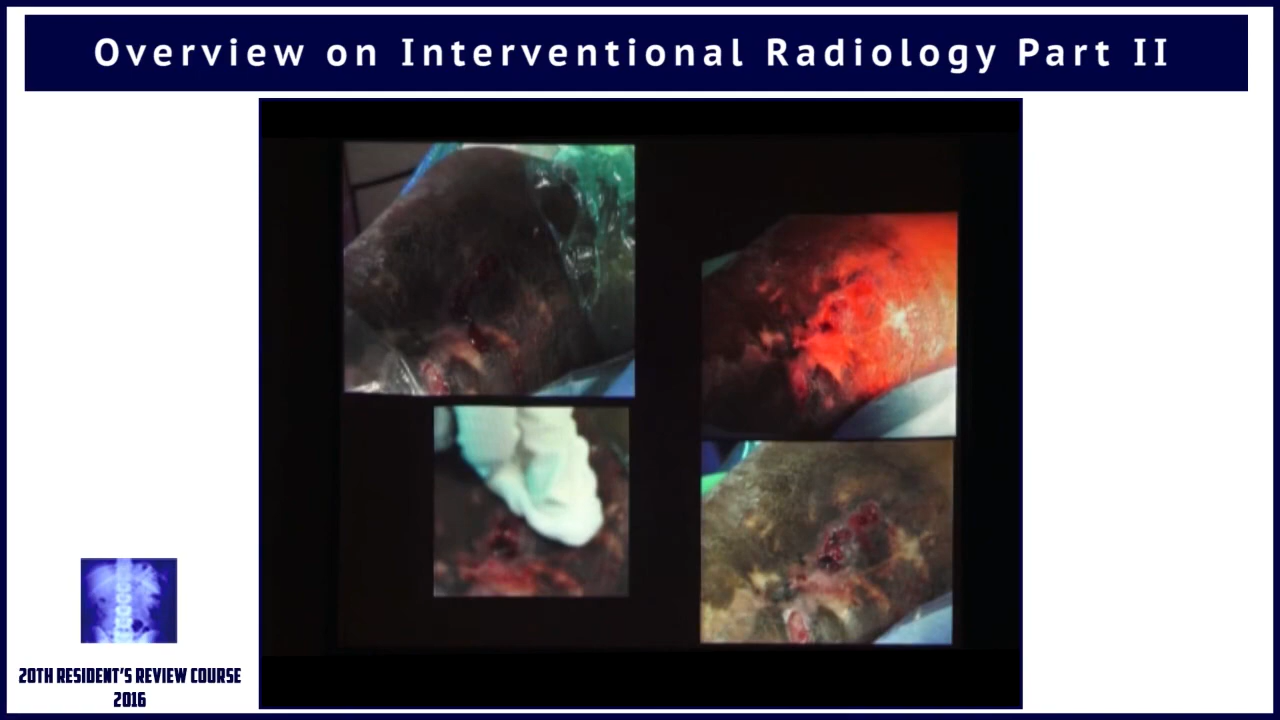 Overview on Interventional Radiology Part II
20TH RESIDENT'S REVIEW COURSE
2016